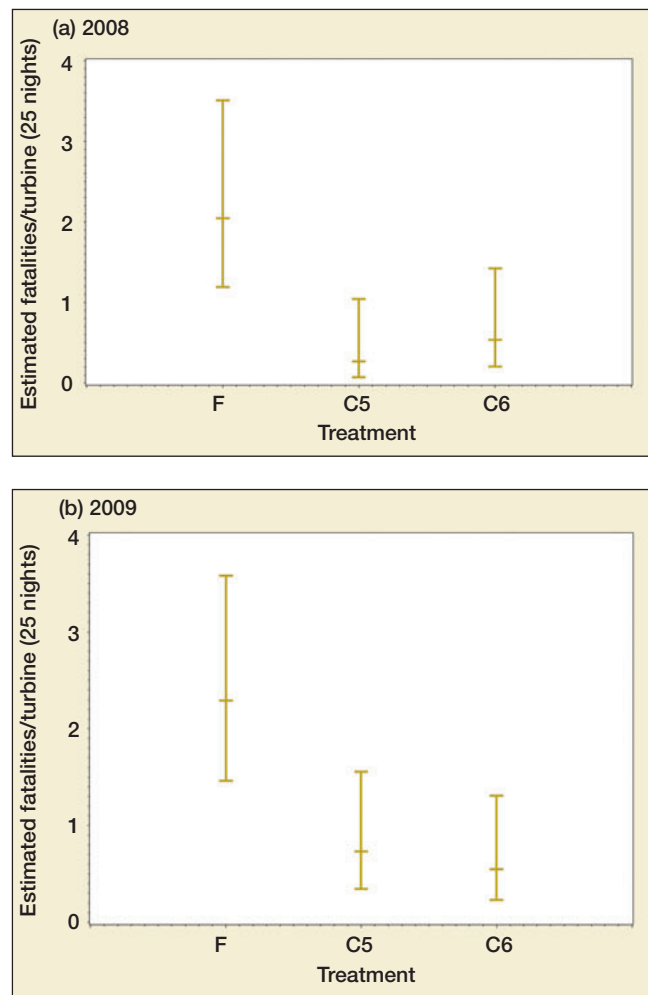 (a) 2008
Estimated fatalities/turbine (25 nights)
4
3
2
1
0
F C5 C6
Treatment
(b) 2009
Estimated fatalities/turbine (25 nights)
4
3
2
1
0
F C5 C6
Treatment